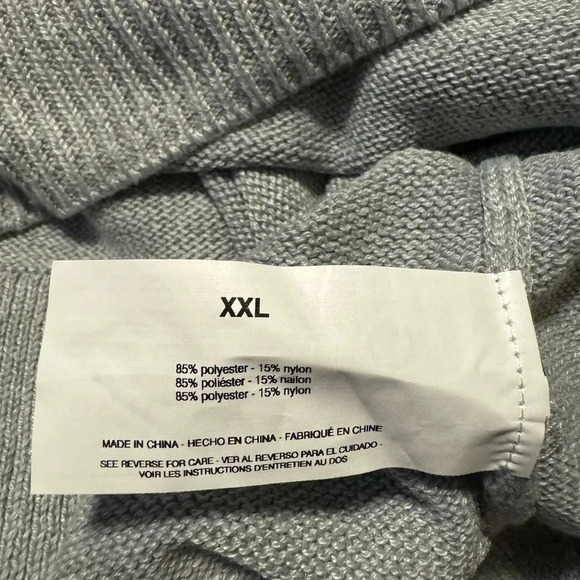 XXL
85% polyester - 15% nylon
85% poliéster - 15% nailon
85% polyester - 15% nylon
MADE IN CHINA - HECHO EN CHINA - FABRIQUÉ EN CHINE
SEE REVERSE FOR CARE - VER AL REVERSO PARA EL CUIDADO -
VOIR LES INSTRUCTIONS D'ENTRETIEN AU DOS